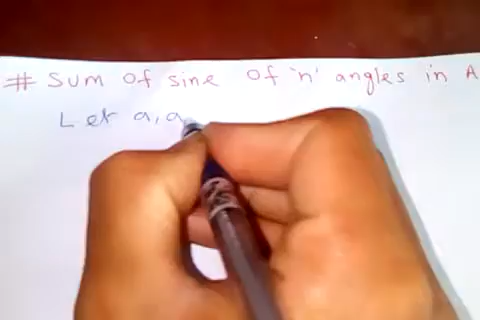 # Sum of sine of 'n' angles in A
Let a, a